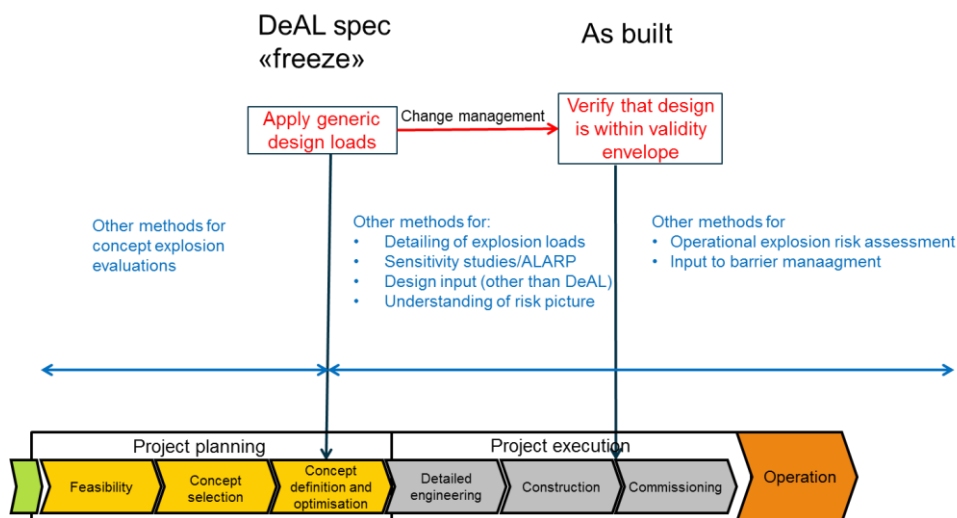 DeAL spec
«freeze»
As built
Apply generic
design loads
Change management
Verify that design
is within validity
envelope
Other methods for
concept explosion
evaluations
Other methods for:
• Detailing of explosion loads
• Sensitivity studies/ALARP
• Design input (other than DeAL)
• Understanding of risk picture
Other methods for
• Operational explosion risk assessment
• Input to barrier manaagment
Project planning
Project execution
Feasibility
Concept
selection
Concept
definition and
optimisation
Detailed
engineering
Construction
Commissioning
Operation